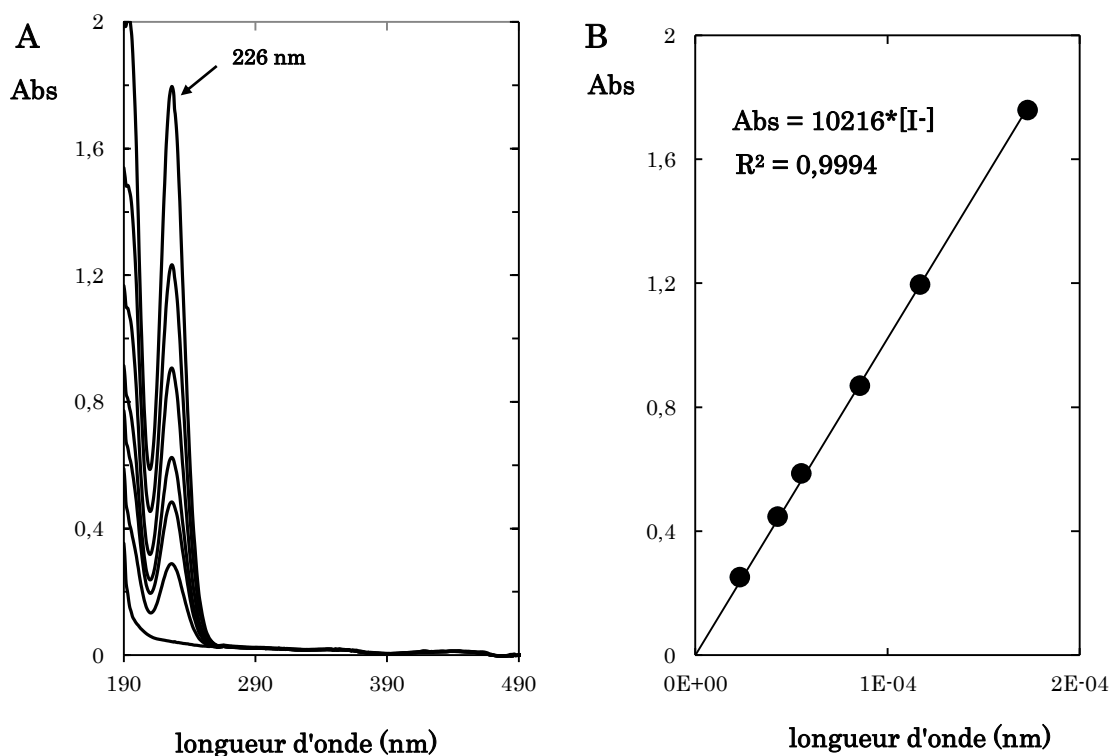 A
Abs
226 nm
2
1,6
1,2
0,8
0,4
0
190
290
390
490
longueur d'onde (nm)
B
Abs
Abs = 10216*[I-]
R² = 0,9994
2
1,6
1,2
0,8
0,4
0
0E+00
1E-04
2E-04
longueur d'onde (nm)